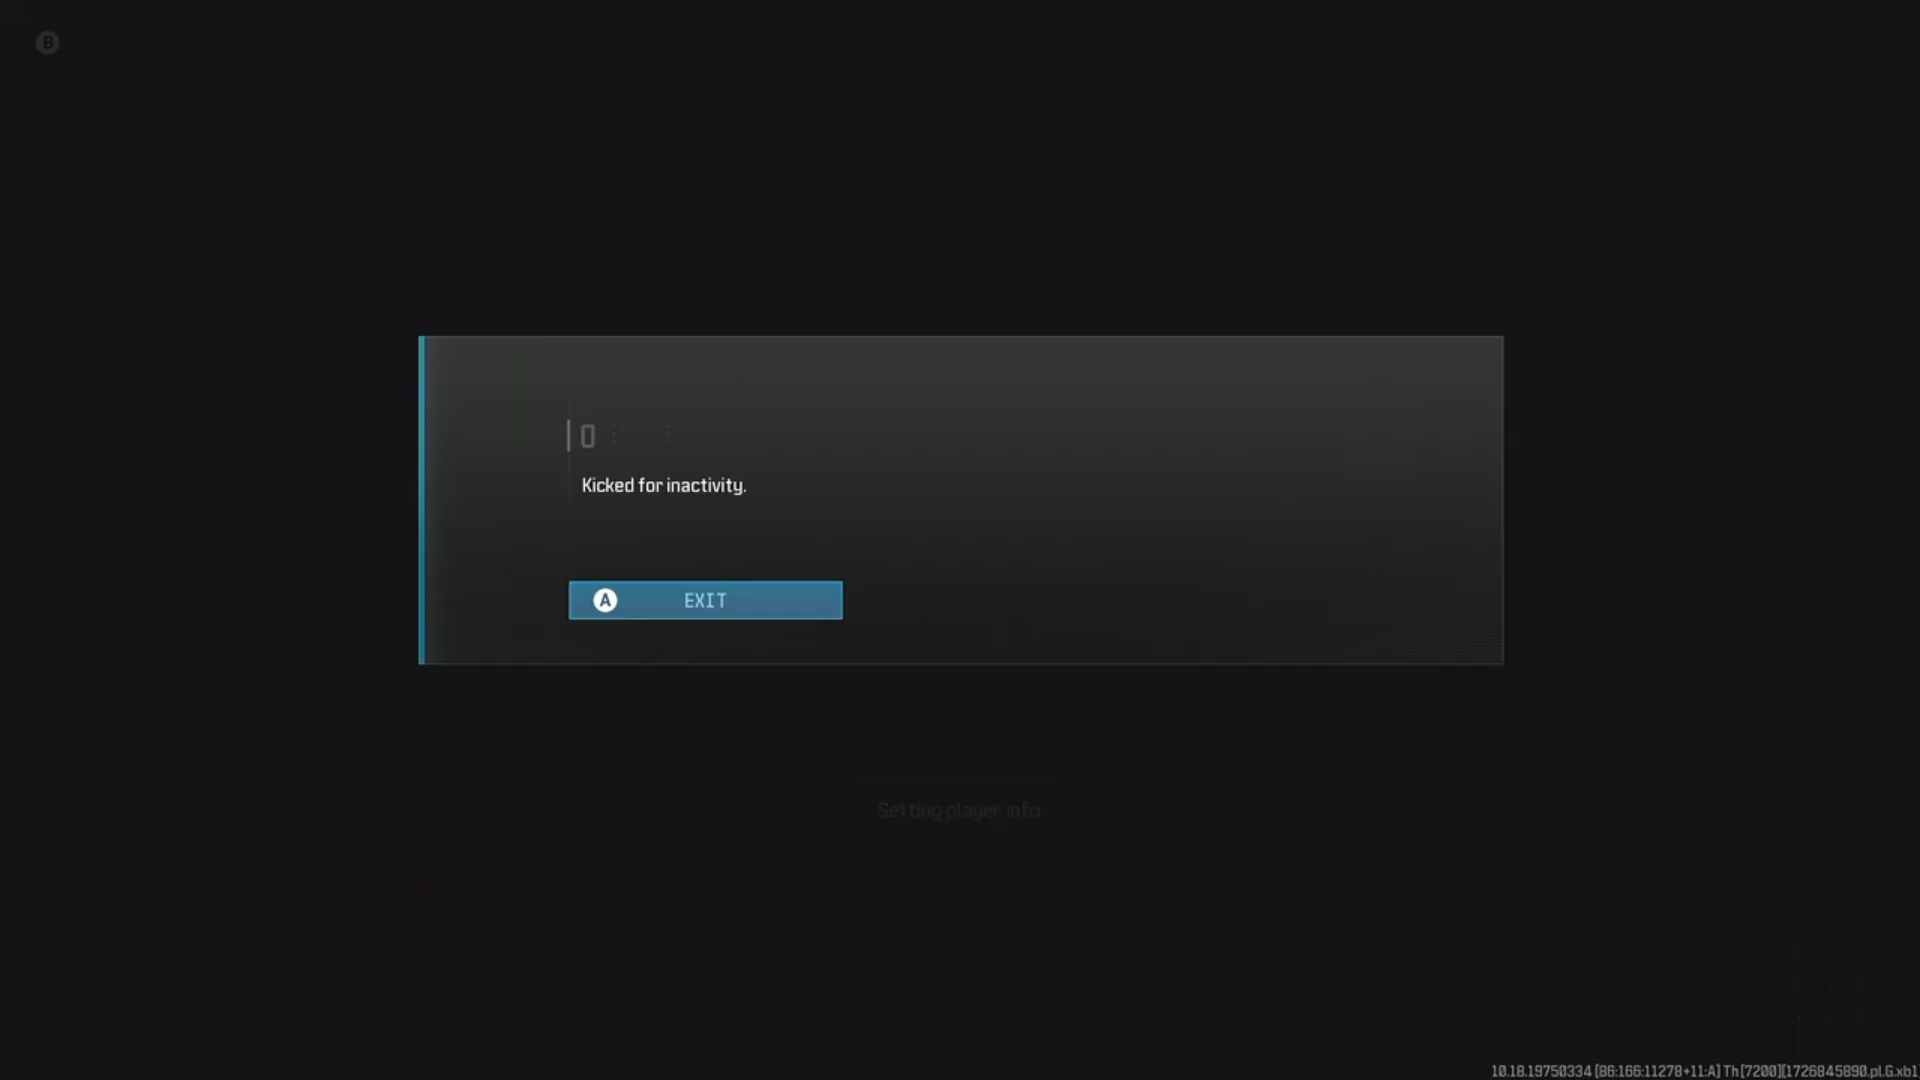 B
0
Kicked for inactivity.
A EXIT
Setting player info
10.18.19750334 [86:166:11278+11:A] Th[7200][1726845890.pl.G.xb1